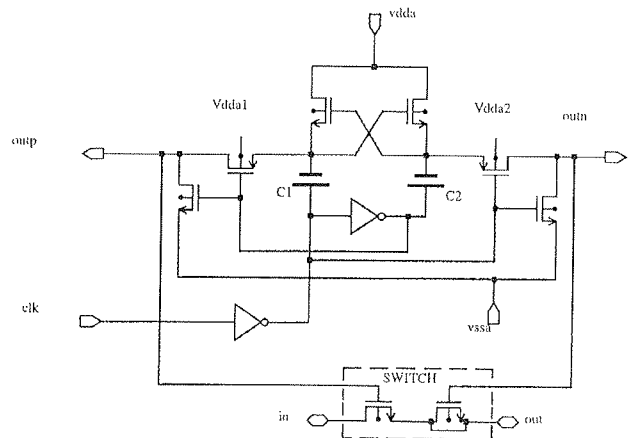 vdda
Vdda1
Vdda2
outp
outn
C1
C2
clk
vssa
SWITCH
in
out